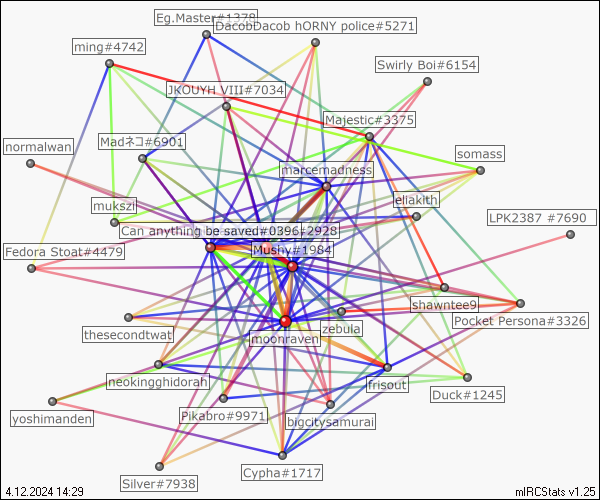 Eg.Master#1378
DacobDacob hORNY police#5271
ming#4742
Swirly Boi#6154
JKOUYH VIII#7034
Majestic#3375
Madネコ#6901
normalwan
somass
marcemadness
ellakith
mukszi
LPK2387 #7690
Can anything be saved#0396#2928
Mushy#1984
Fedora Stoat#4479
shawntee9
Pocket Persona#3326
thesecondtwat
zebula
moonraven
neokingghidorah
frisout
Duck#1245
yoshimanden
Pikabro#9971
bigcitysamurai
Cypha#1717
Silver#7938
4.12.2024 14:29
mIRCStats v1.25